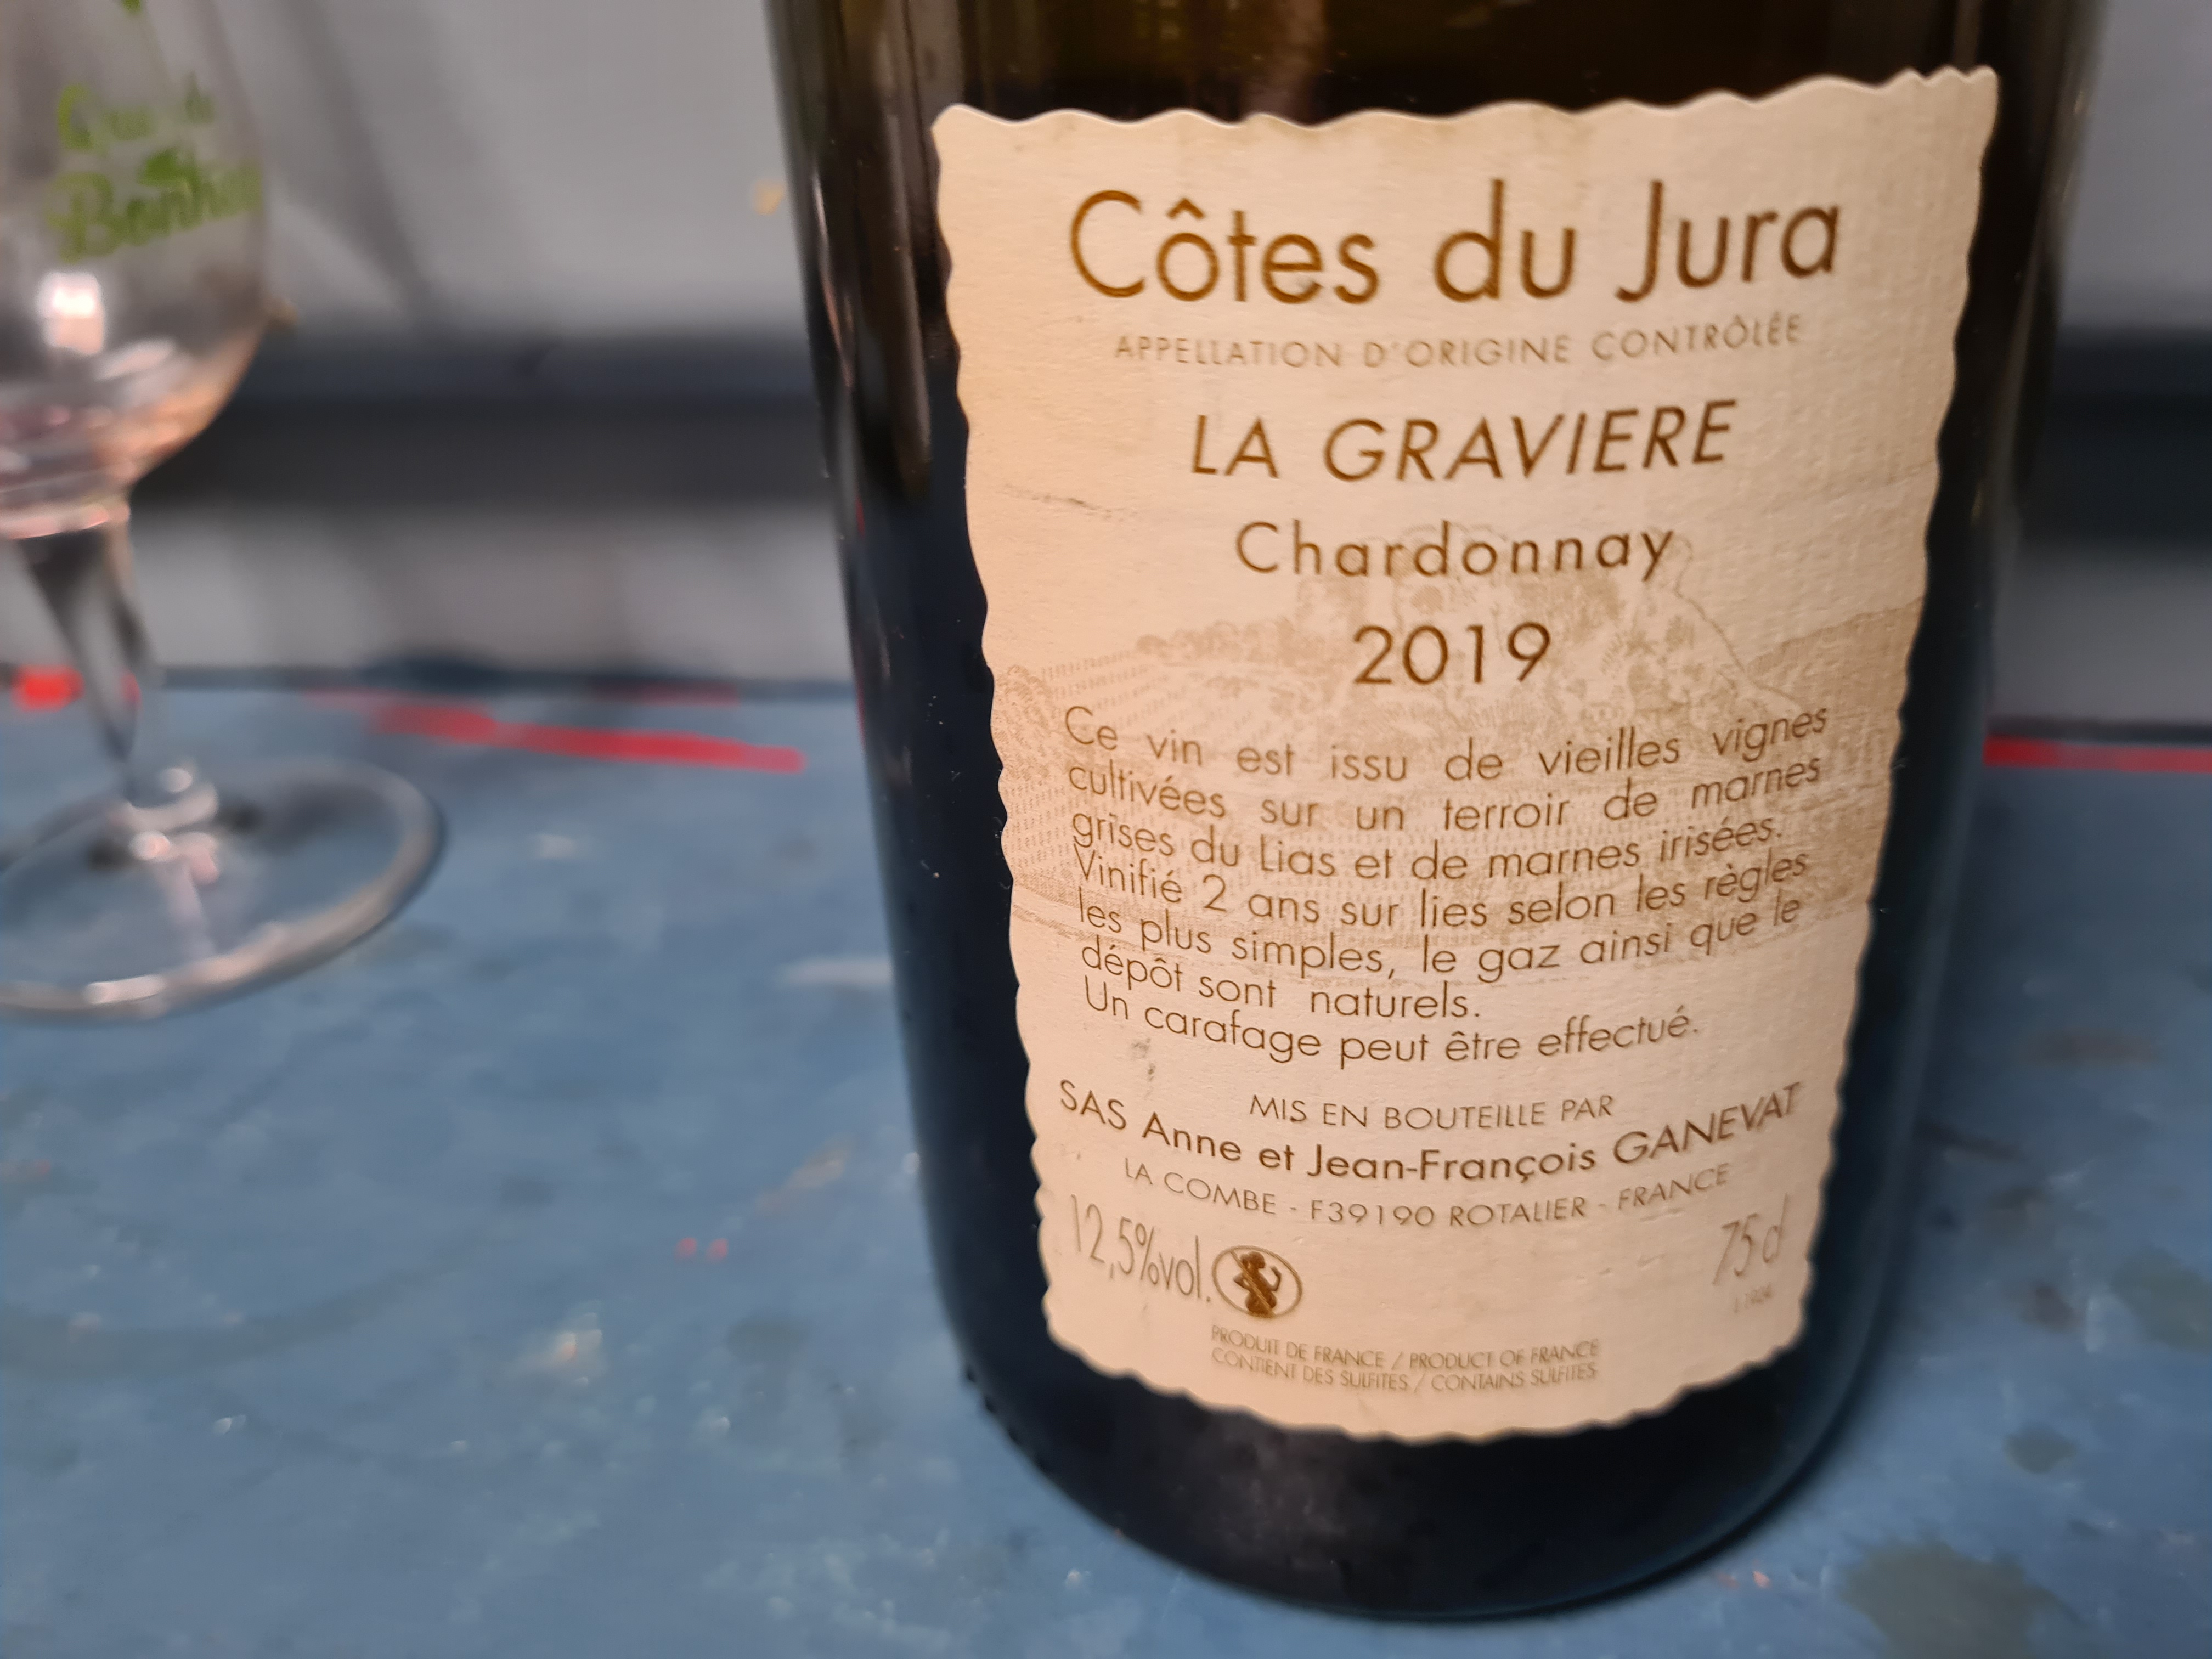 Côtes du Jura
APPELLATION D'ORIGINE CONTRÔLÉE
LA GRAVIERE
Chardonnay
2019
Ce vin est issu de vieilles vignes
cultivées sur un terroir de marnes
grises du Lias et de marnes irisées.
Vinifié 2 ans sur lies selon les règles
les plus simples, le gaz ainsi que le
dépôt sont naturels.
Un carafage peut être effectué.
MIS EN BOUTEILLE PAR
SAS Anne et Jean-François GANEVAT
LA COMBE - F39190 ROTALIER - FRANCE
12,5%vol. 75 cl
PRODUIT DE FRANCE / PRODUCT OF FRANCE
CONTIENT DES SULFITES / CONTAINS SULFITES